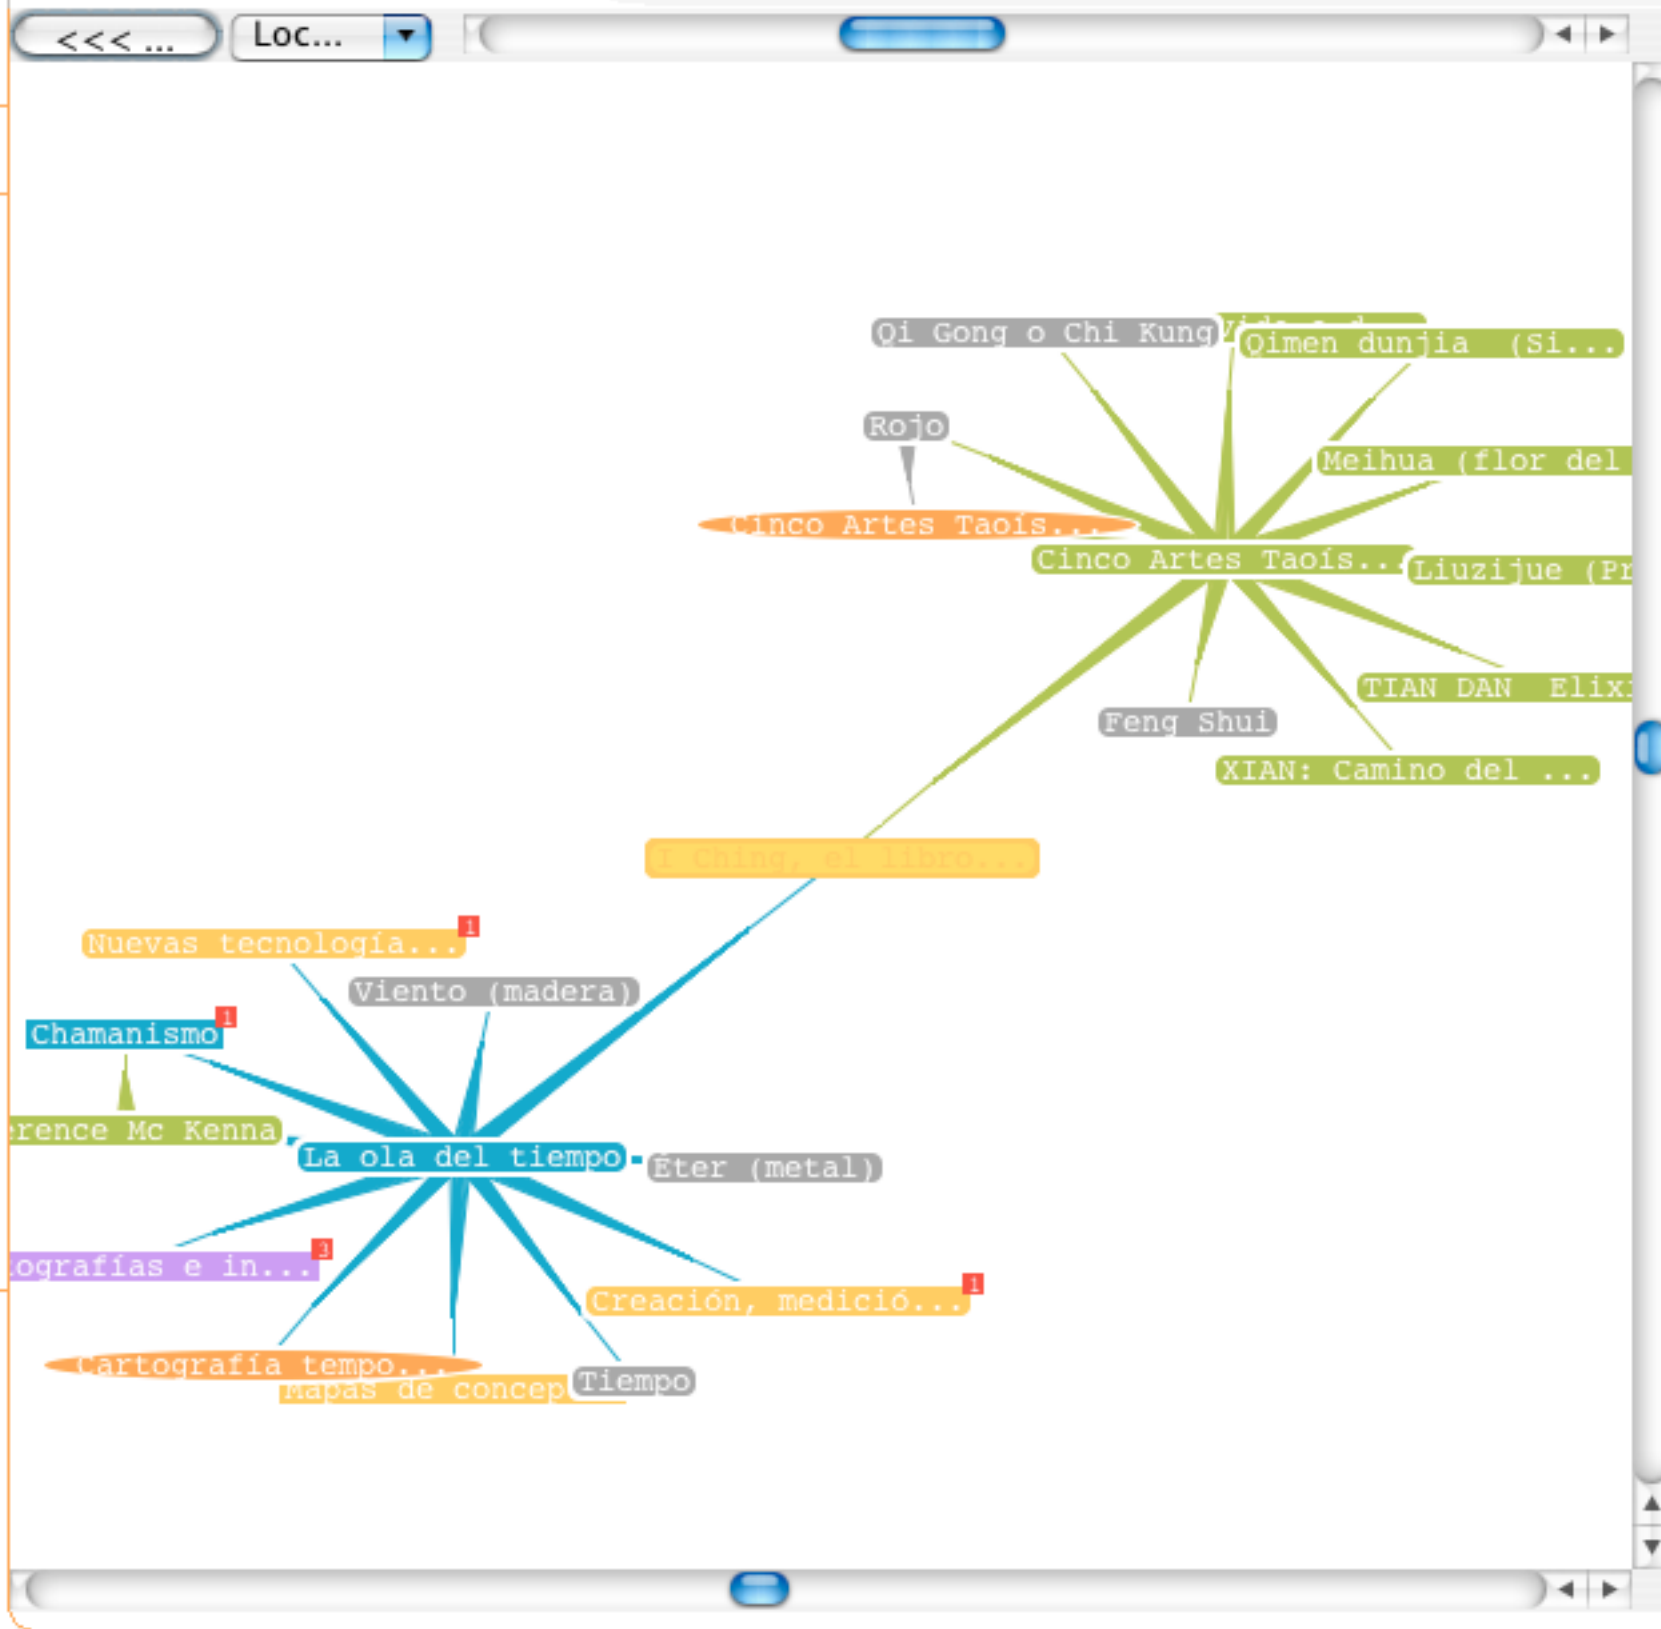 <<< ...
Loc...
Qi Gong o Chi Kung
Qimen dunjia (Si...
Rojo
Meihua (flor del
Cinco Artes Taoís...
Cinco Artes Taoís...
Liuzijue (Pr
TIAN DAN Elixi
Feng Shui
XIAN: Camino del ...
I Ching, el libro...
1
Nuevas tecnología...
Viento (madera)
1
Chamanismo
erence Mc Kenna
La ola del tiempo
Éter (metal)
3
ografías e in...
1
Creación, medició...
Cartografía tempo...
Mapas de concep
Tiempo